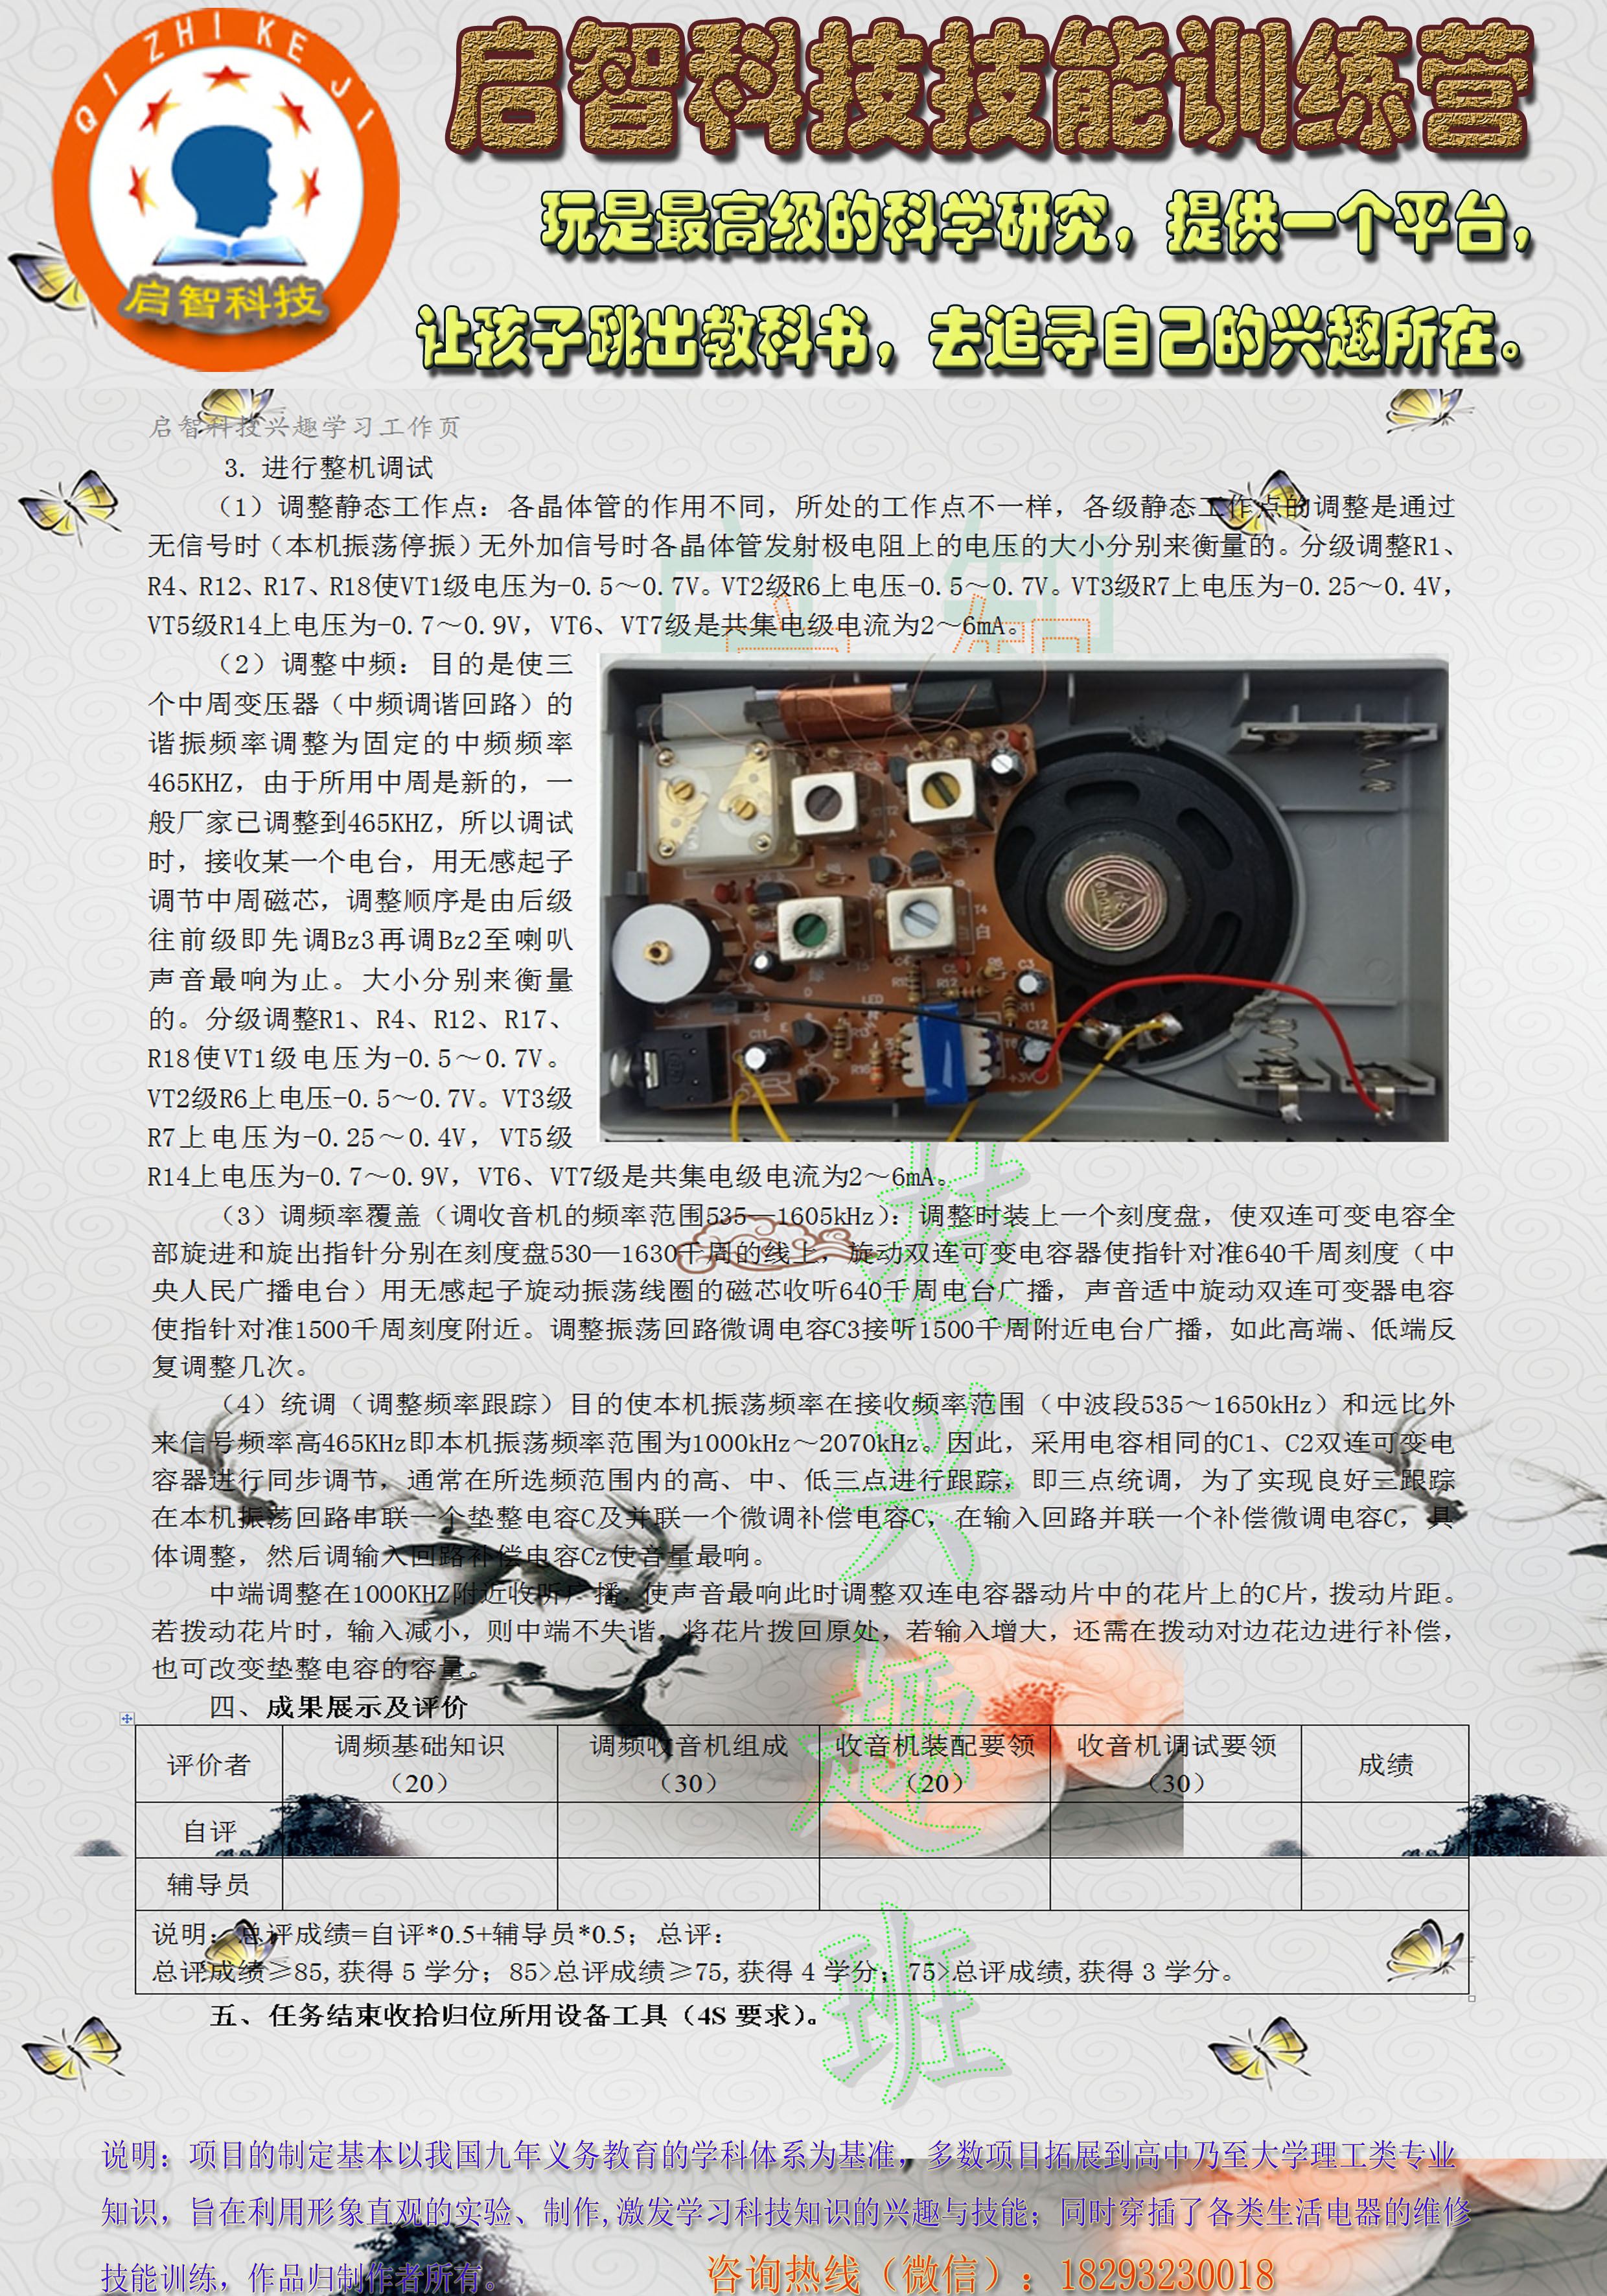 QI ZHI KE JI
启智科技
启智科技技能训练营
玩是最高级的科学研究，提供一个平台，
让孩子跳出教科书，去追寻自己的兴趣所在。
启智科技兴趣学习工作页
3. 进行整机调试
（1）调整静态工作点：各晶体管的作用不同，所处的工作点不一样，各级静态工作点的调整是通过
无信号时（本机振荡停振）无外加信号时各晶体管发射极电阻上的电压的大小分别来衡量的。分级调整R1、
R4、R12、R17、R18使VT1级电压为-0.5～0.7V。VT2级R6上电压-0.5～0.7V。VT3级R7上电压为-0.25～0.4V，
VT5级R14上电压为-0.7～0.9V，VT6、VT7级是共集电级电流为2～6mA。
（2）调整中频：目的是使三
个中周变压器（中频调谐回路）的
谐振频率调整为固定的中频频率
465KHZ，由于所用中周是新的，一
般厂家已调整到465KHZ，所以调试
时，接收某一个电台，用无感起子
调节中周磁芯，调整顺序是由后级
往前级即先调Bz3再调Bz2至喇叭
声音最响为止。大小分别来衡量
的。分级调整R1、R4、R12、R17、
R18使VT1级电压为-0.5～0.7V。
VT2级R6上电压-0.5～0.7V。VT3级
R7上电压为-0.25～0.4V，VT5级
R14上电压为-0.7～0.9V，VT6、VT7级是共集电级电流为2～6mA。
（3）调频率覆盖（调收音机的频率范围535—1605kHz）：调整时装上一个刻度盘，使双连可变电容全
部旋进和旋出指针分别在刻度盘530—1630千周的线上，旋动双连可变电容器使指针对准640千周刻度（中
央人民广播电台）用无感起子旋动振荡线圈的磁芯收听640千周电台广播，声音适中旋动双连可变器电容
使指针对准1500千周刻度附近。调整振荡回路微调电容C3接听1500千周附近电台广播，如此高端、低端反
复调整几次。
（4）统调（调整频率跟踪）目的使本机振荡频率在接收频率范围（中波段535～1650kHz）和远比外
来信号频率高465KHz即本机振荡频率范围为1000kHz～2070kHz。因此，采用电容相同的C1、C2双连可变电
容器进行同步调节，通常在所选频范围内的高、中、低三点进行跟踪，即三点统调，为了实现良好三跟踪
在本机振荡回路串联一个垫整电容C及并联一个微调补偿电容C，在输入回路并联一个补偿微调电容C，具
体调整，然后调输入回路补偿电容Cz使音量最响。
中端调整在1000KHZ附近收听广播，使声音最响此时调整双连电容器动片中的花片上的C片，拨动片距。
若拨动花片时，输入减小，则中端不失谐，将花片拨回原处，若输入增大，还需在拨动对边花边进行补偿，
也可改变垫整电容的容量。
四、成果展示及评价
评价者 调频基础知识（20） 调频收音机组成（30） 收音机装配要领（20） 收音机调试要领（30） 成绩
自评
辅导员
说明：总评成绩=自评*0.5+辅导员*0.5；总评：
总评成绩≥85,获得 5 学分；85>总评成绩≥75,获得 4 学分；75>总评成绩,获得 3 学分。
五、任务结束收拾归位所用设备工具（4S 要求）。
技
兴
趣
班
说明：项目的制定基本以我国九年义务教育的学科体系为基准，多数项目拓展到高中乃至大学理工类专业
知识，旨在利用形象直观的实验、制作,激发学习科技知识的兴趣与技能；同时穿插了各类生活电器的维修
技能训练，作品归制作者所有。
咨询热线（微信）：18293230018